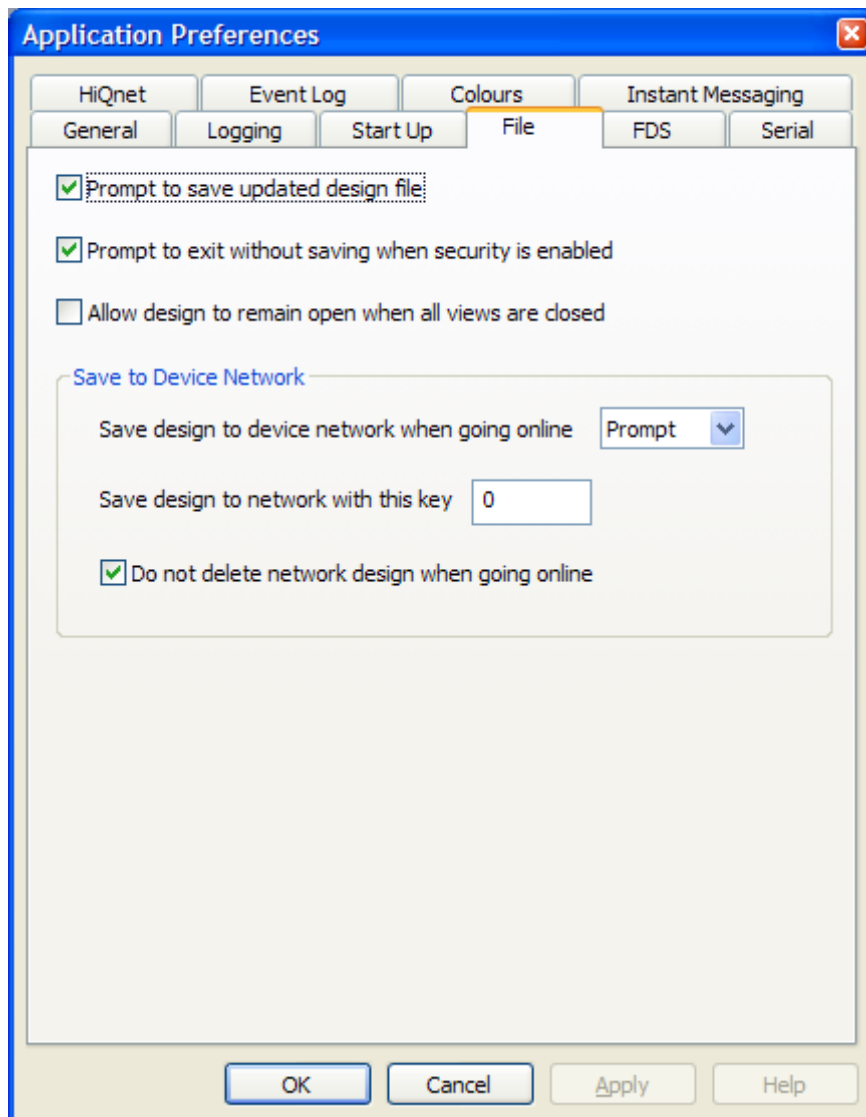 Application Preferences
HiQnet Event Log Colours Instant Messaging
General Logging Start Up File FDS Serial
Prompt to save updated design file
Prompt to exit without saving when security is enabled
Allow design to remain open when all views are closed
Save to Device Network
Save design to device network when going online Prompt
Save design to network with this key 0
Do not delete network design when going online
OK Cancel Apply Help